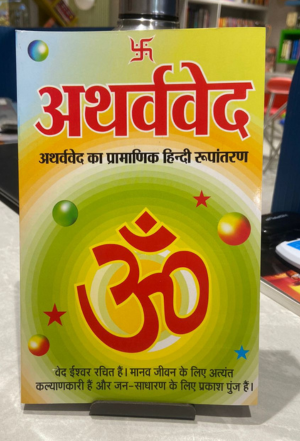 अथर्ववेद
अथर्ववेद का प्रामाणिक हिन्दी रूपांतरण
ॐ
वेद ईश्वर रचित हैं। मानव जीवन के लिए अत्यंत
कल्याणकारी हैं और जन-साधारण के लिए प्रकाश पुंज हैं।